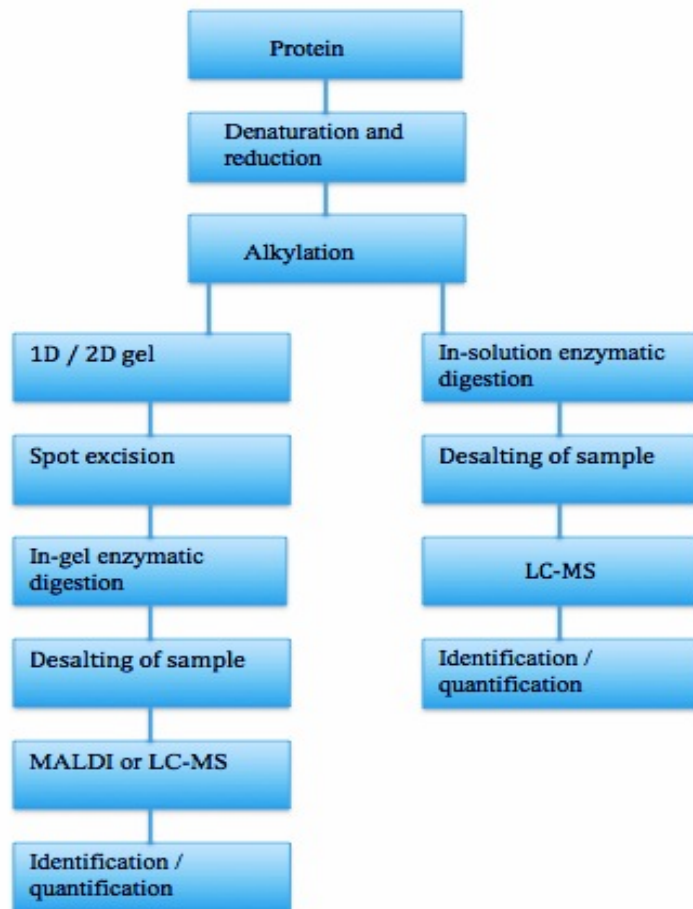 Protein
Denaturation and
reduction
Alkylation
1D / 2D gel
Spot excision
In-gel enzymatic
digestion
Desalting of sample
MALDI or LC-MS
Identification /
quantification
In-solution enzymatic
digestion
Desalting of sample
LC-MS
Identification /
quantification